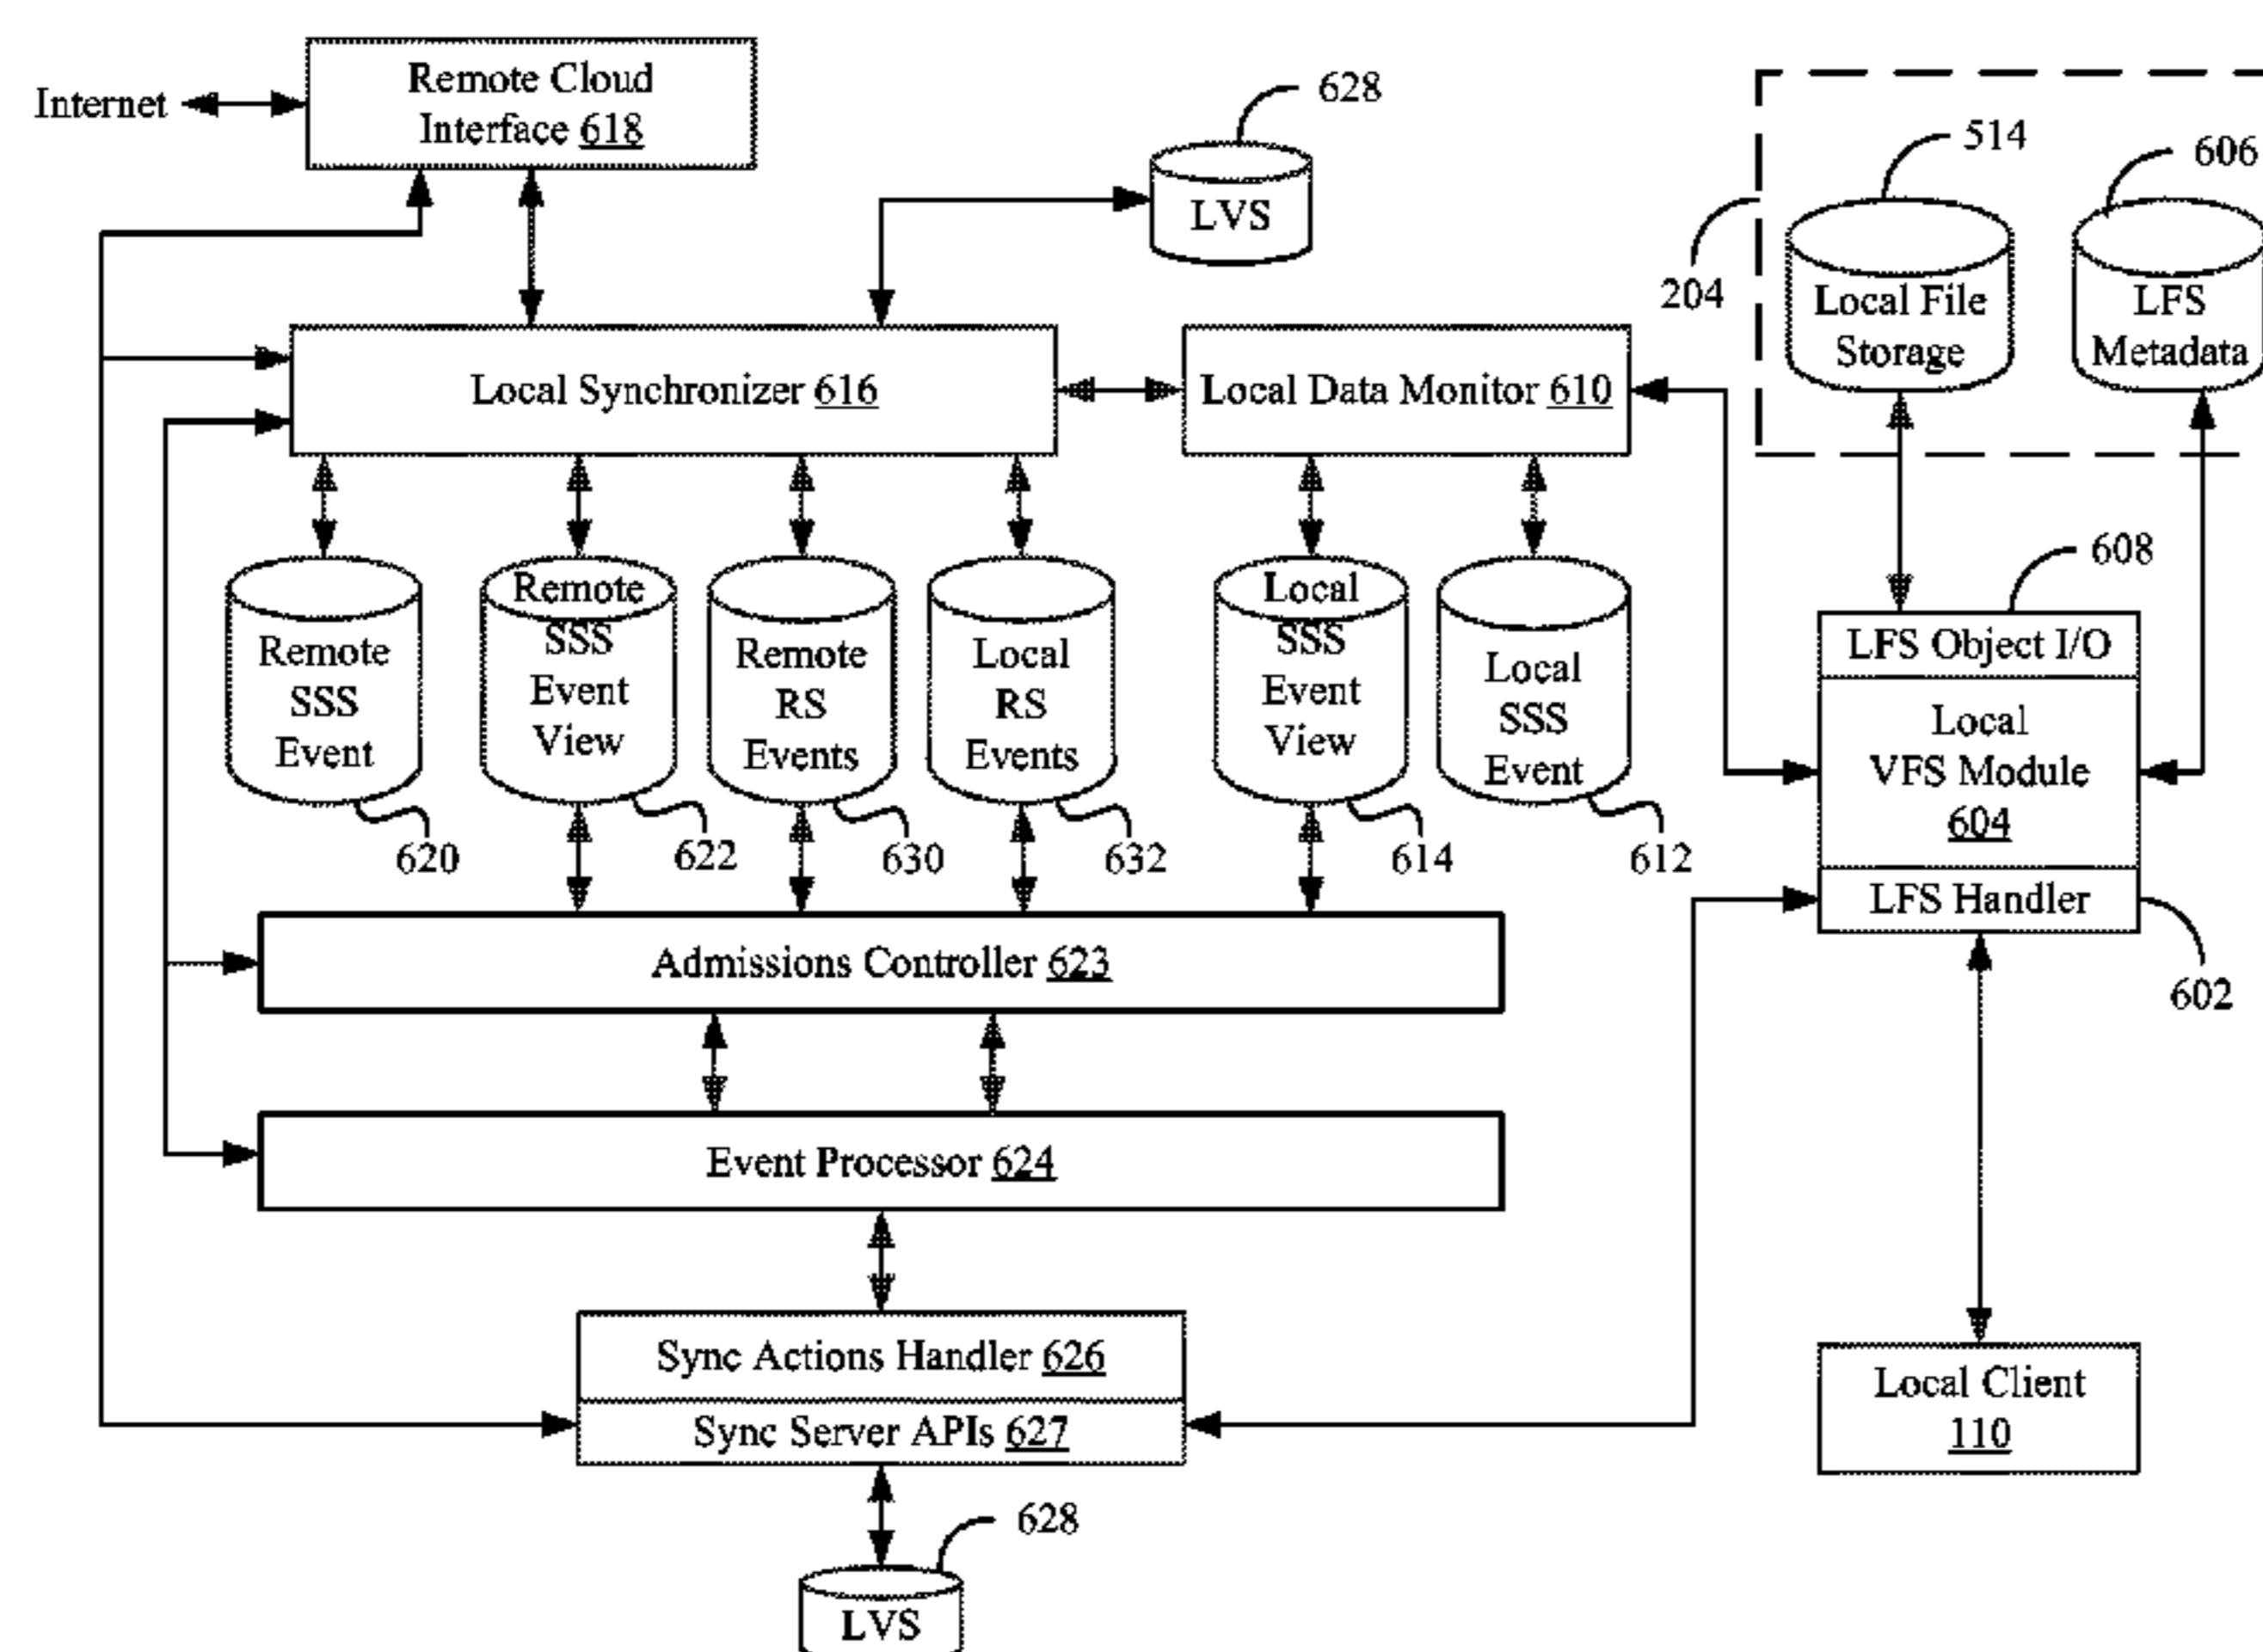 Remote Cloud
Interface 618
Internet
628
LVS
514
606
204
Local File
Storage
LFS
Metadata
Local Synchronizer 616
Local Data Monitor 610
608
Remote
SSS
Event
Remote
SSS
Event
View
Remote
RS
Events
Local
RS
Events
Local
SSS
Event
View
Local
SSS
Event
LFS Object I/O
Local
VFS Module
604
LFS Handler
620
622
630
632
614
612
602
Admissions Controller 623
Event Processor 624
Sync Actions Handler 626
Sync Server APIs 627
Local Client
110
628
LVS